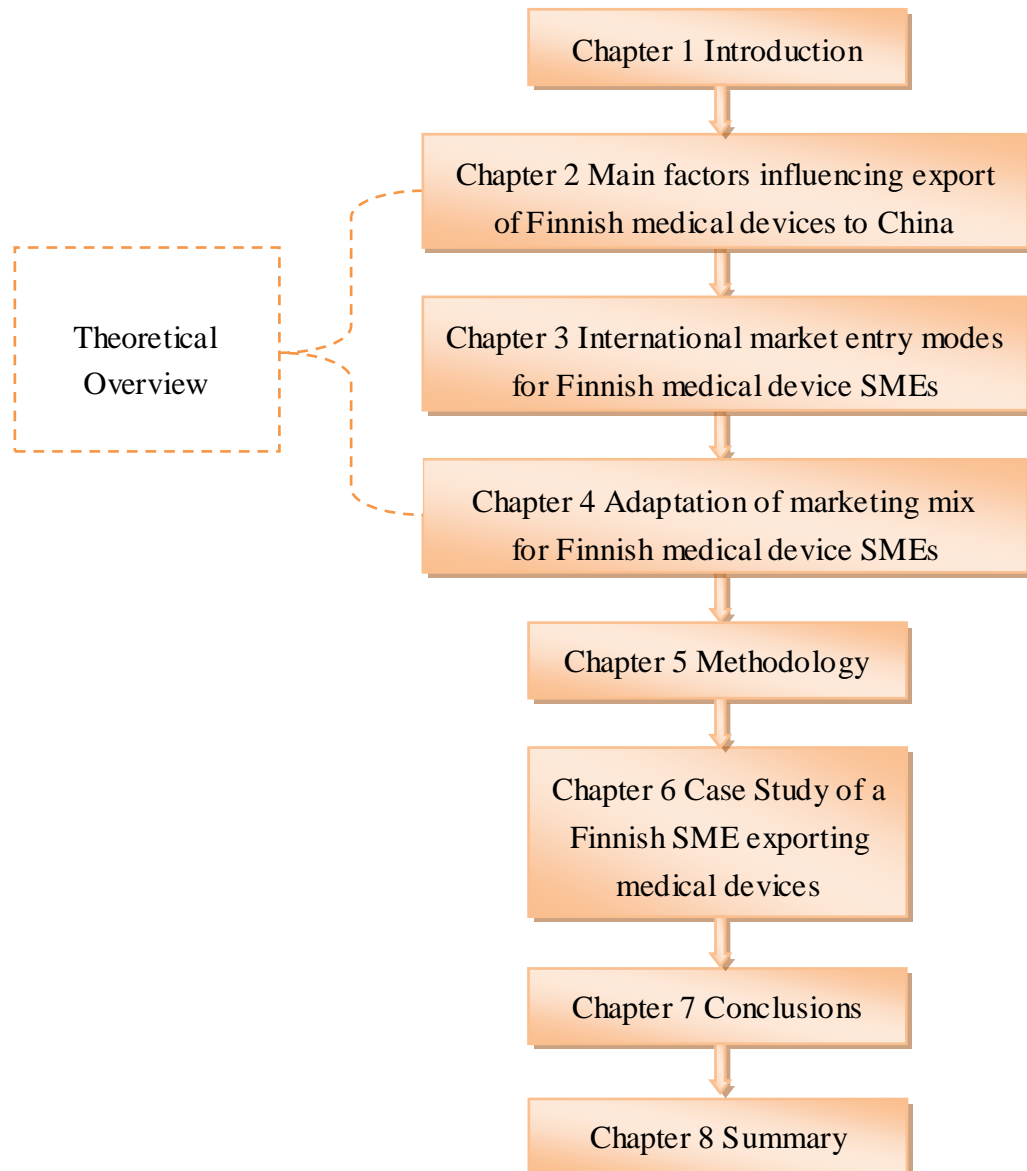 Chapter 1 Introduction
Chapter 2 Main factors influencing export
of Finnish medical devices to China
Theoretical
Overview
Chapter 3 International market entry modes
for Finnish medical device SMEs
Chapter 4 Adaptation of marketing mix
for Finnish medical device SMEs
Chapter 5 Methodology
Chapter 6 Case Study of a
Finnish SME exporting
medical devices
Chapter 7 Conclusions
Chapter 8 Summary